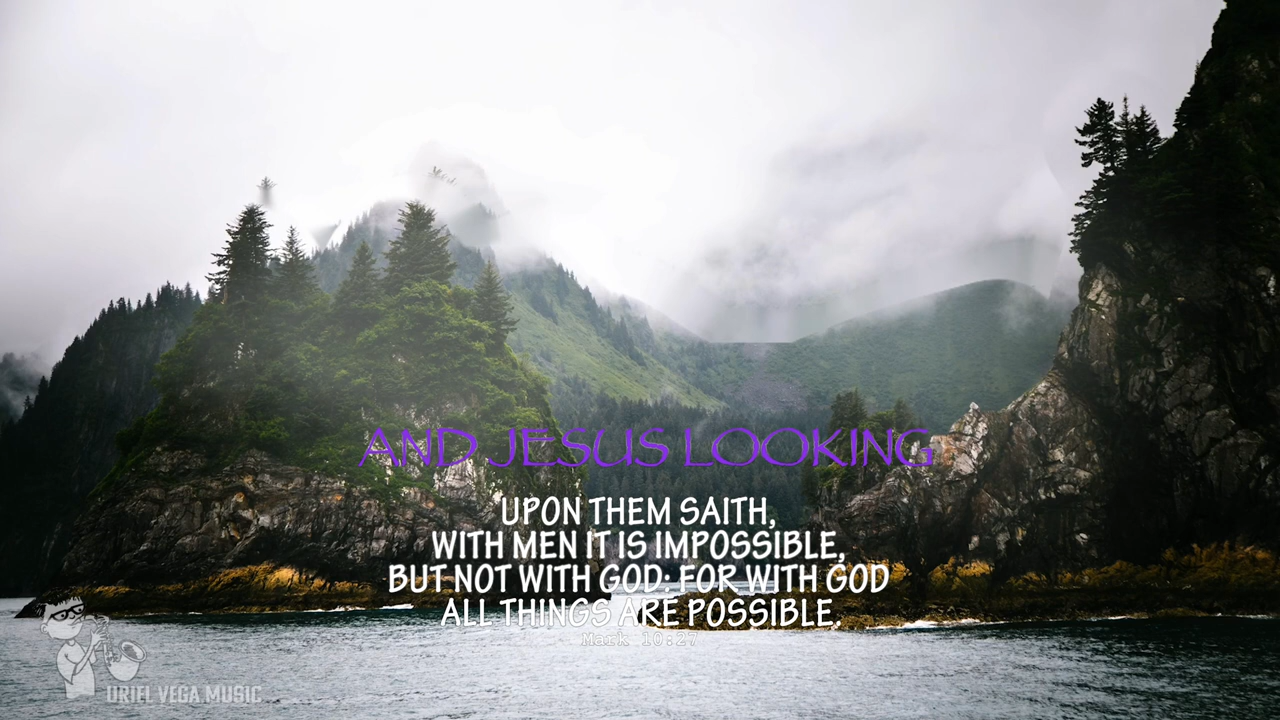 AND JESUS LOOKING
UPON THEM SAITH,
WITH MEN IT IS IMPOSSIBLE,
BUT NOT WITH GOD: FOR WITH GOD
ALL THINGS ARE POSSIBLE.
Mark 10:27
URIEL VEGA MUSIC